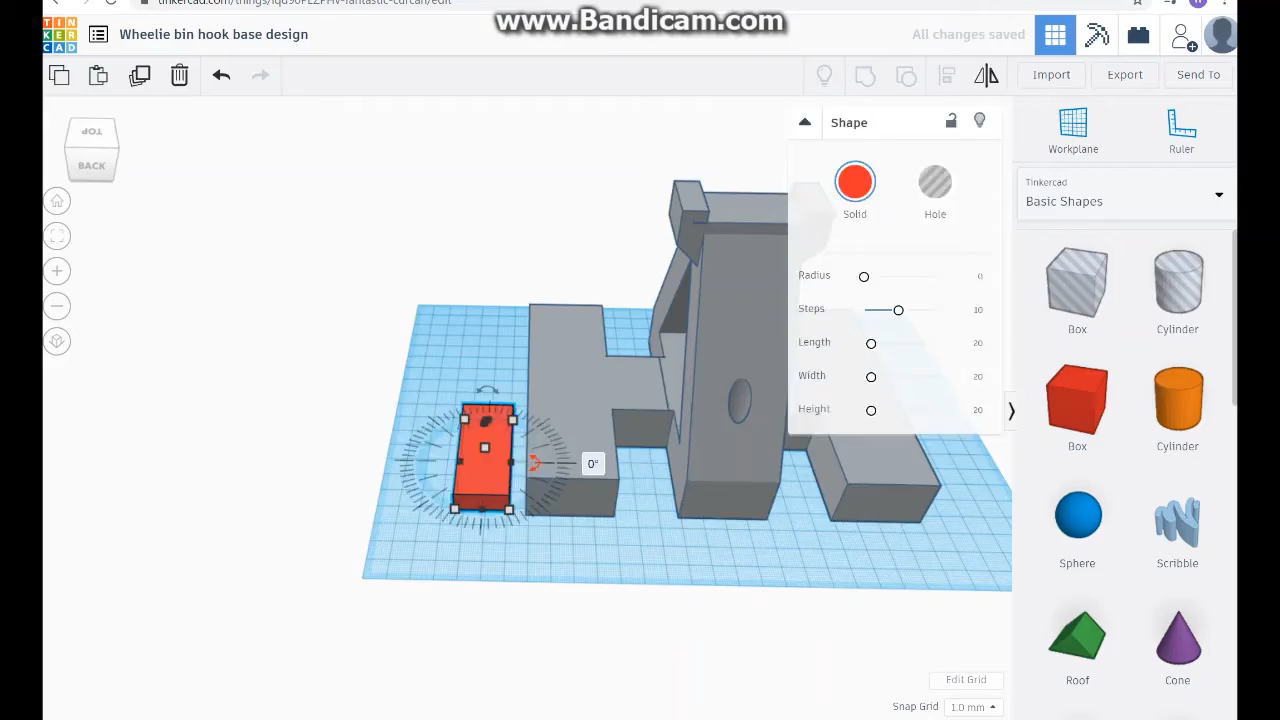 www.Bandicam.com
TIN
KER
CAD
Wheelie bin hook base design
All changes saved
Import
Export
Send To
TOP
BACK
Shape
Solid
Hole
Radius
0
Steps
10
Length
20
Width
20
Height
20
0°
Workplane
Ruler
Tinkercad
Basic Shapes
Box
Cylinder
Box
Cylinder
Sphere
Scribble
Roof
Cone
Edit Grid
Snap Grid
1.0 mm